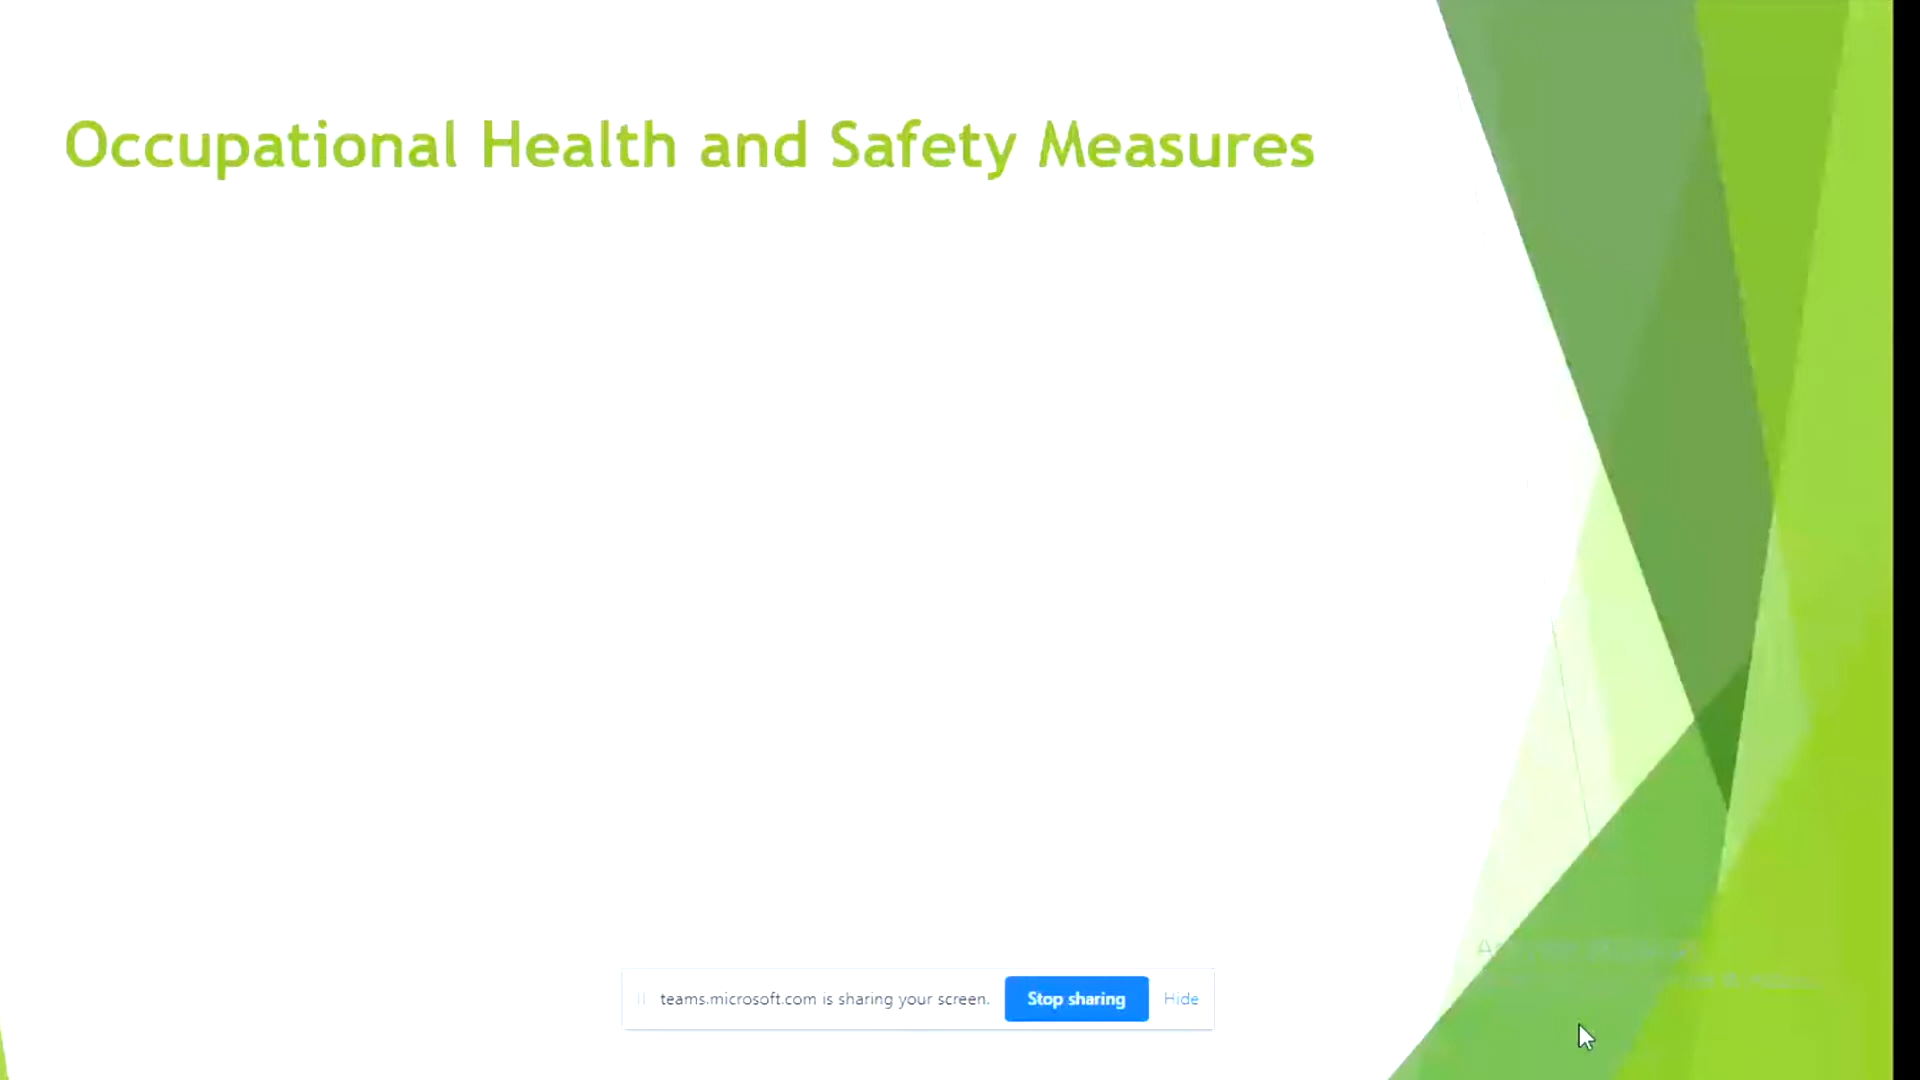 Occupational Health and Safety Measures
teams.microsoft.com is sharing your screen.
Stop sharing
Hide